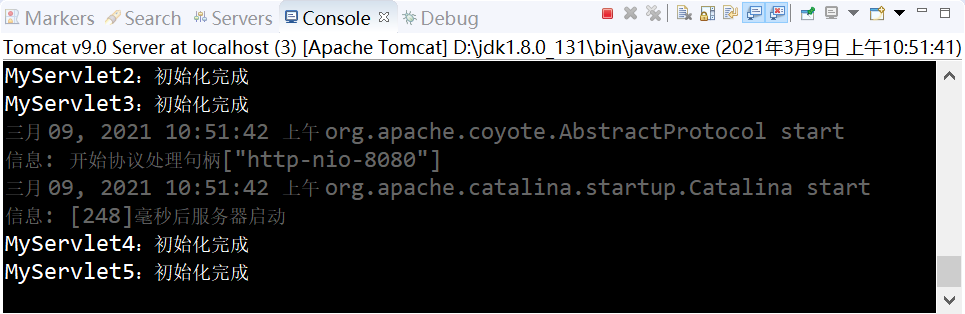 Markers Search Servers Console Debug
Tomcat v9.0 Server at localhost (3) [Apache Tomcat] D:\jdk1.8.0_131\bin\javaw.exe (2021年3月9日 上午10:51:41)
MyServlet2：初始化完成
MyServlet3：初始化完成
三月 09, 2021 10:51:42 上午 org.apache.coyote.AbstractProtocol start
信息: 开始协议处理句柄["http-nio-8080"]
三月 09, 2021 10:51:42 上午 org.apache.catalina.startup.Catalina start
信息: [248]毫秒后服务器启动
MyServlet4：初始化完成
MyServlet5：初始化完成